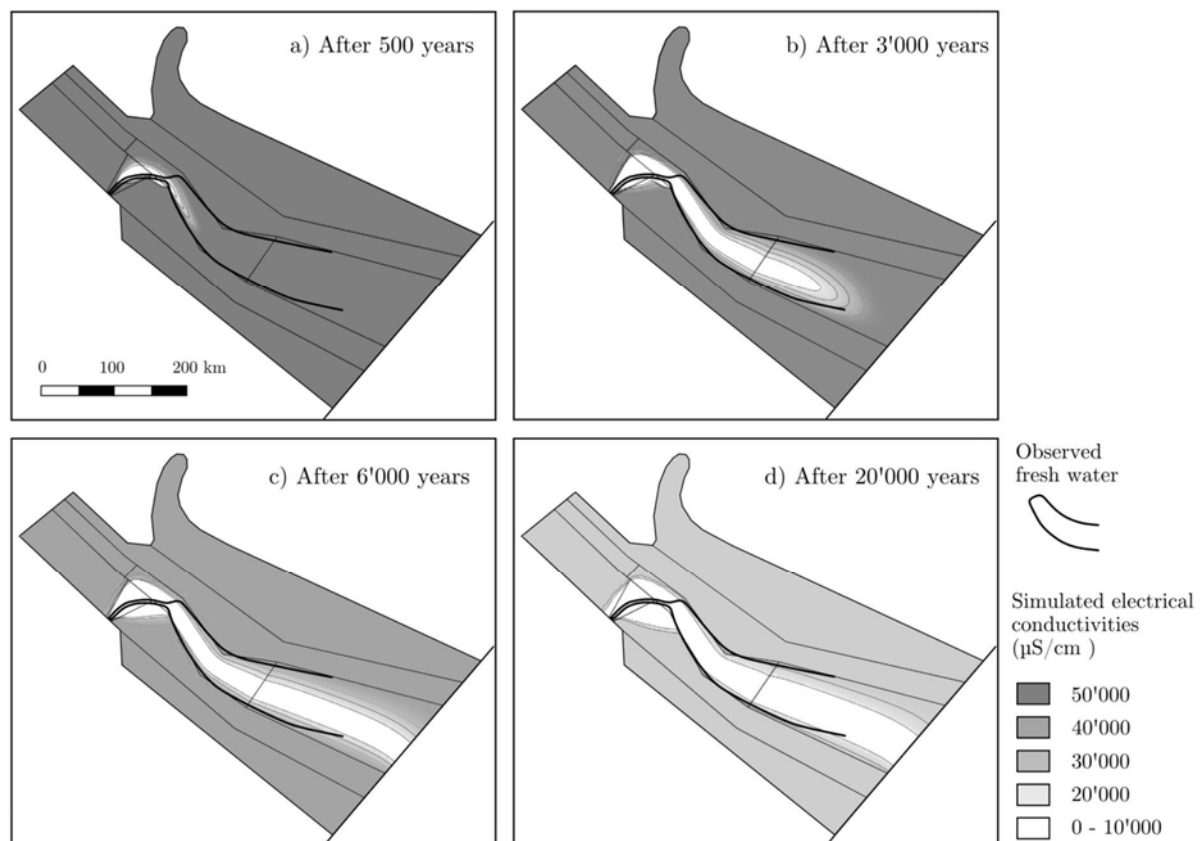 a) After 500 years
b) After 3'000 years
0 100 200 km
c) After 6'000 years
d) After 20'000 years
Observed
fresh water
Simulated electrical
conductivities
(µS/cm )
50'000
40'000
30'000
20'000
0 - 10'000